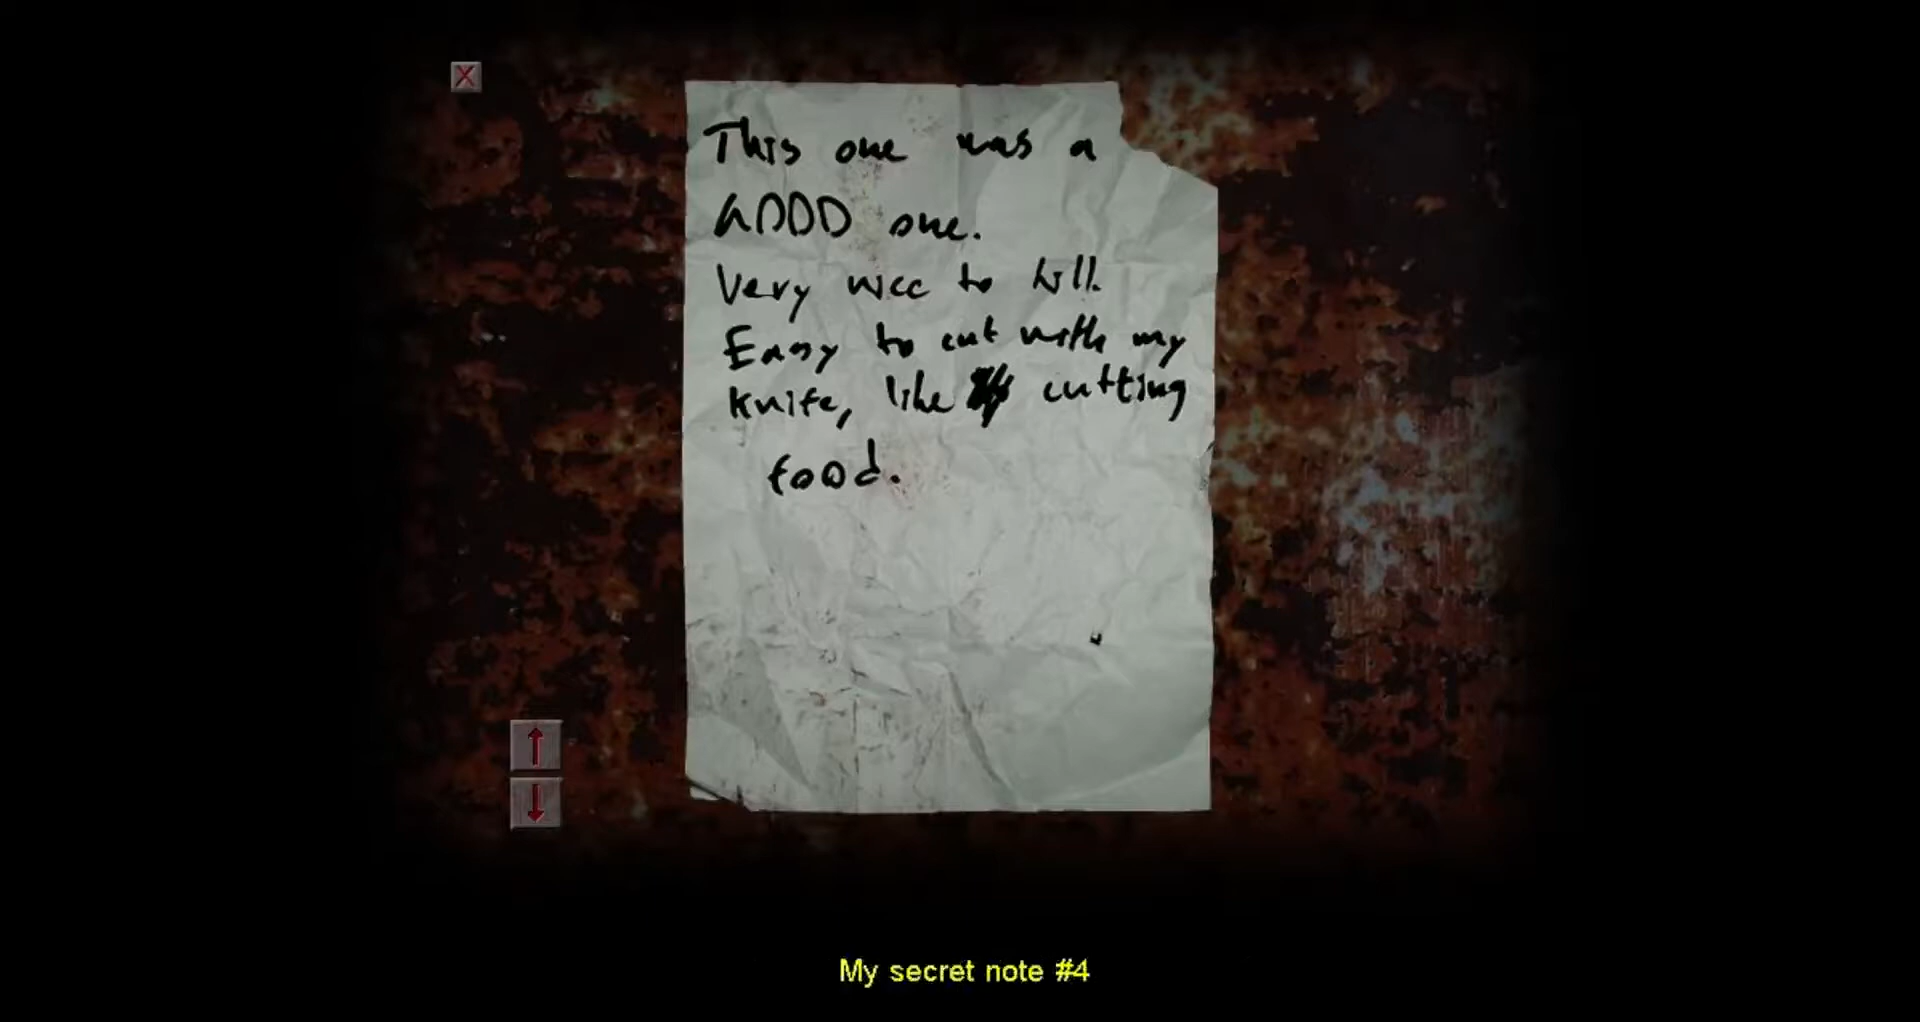 X
This one was a
GOOD one.
Very nice to kill.
Easy to cut with my
knife, like cutting
food.
My secret note #4